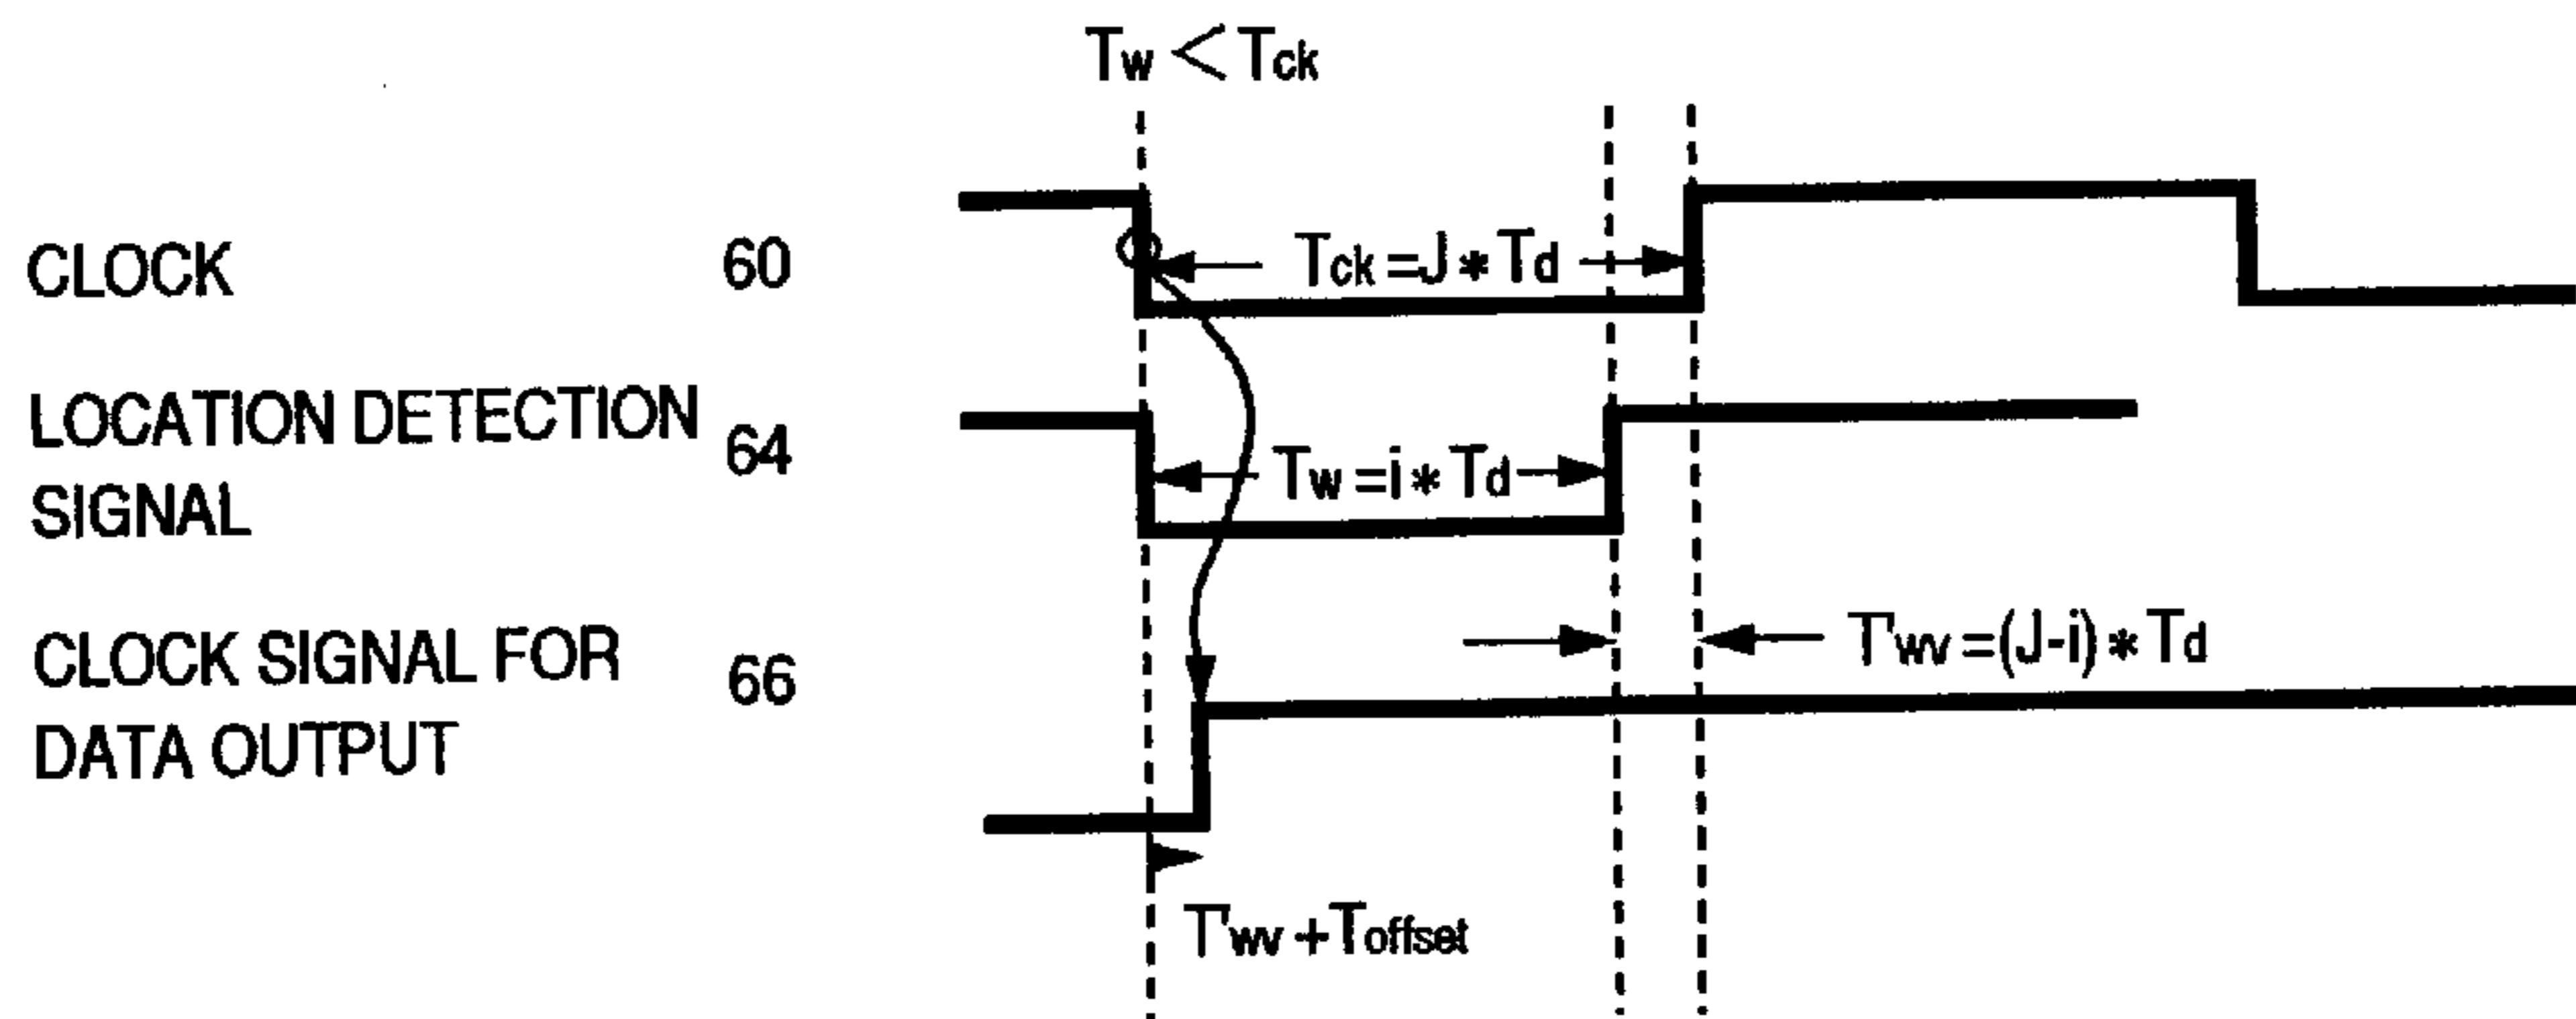 Tw < Tck
CLOCK 60
Tck = J * Td
LOCATION DETECTION
SIGNAL 64
Tw = i * Td
CLOCK SIGNAL FOR
DATA OUTPUT 66
T'wv = (J-i) * Td
T'wv + Toffset